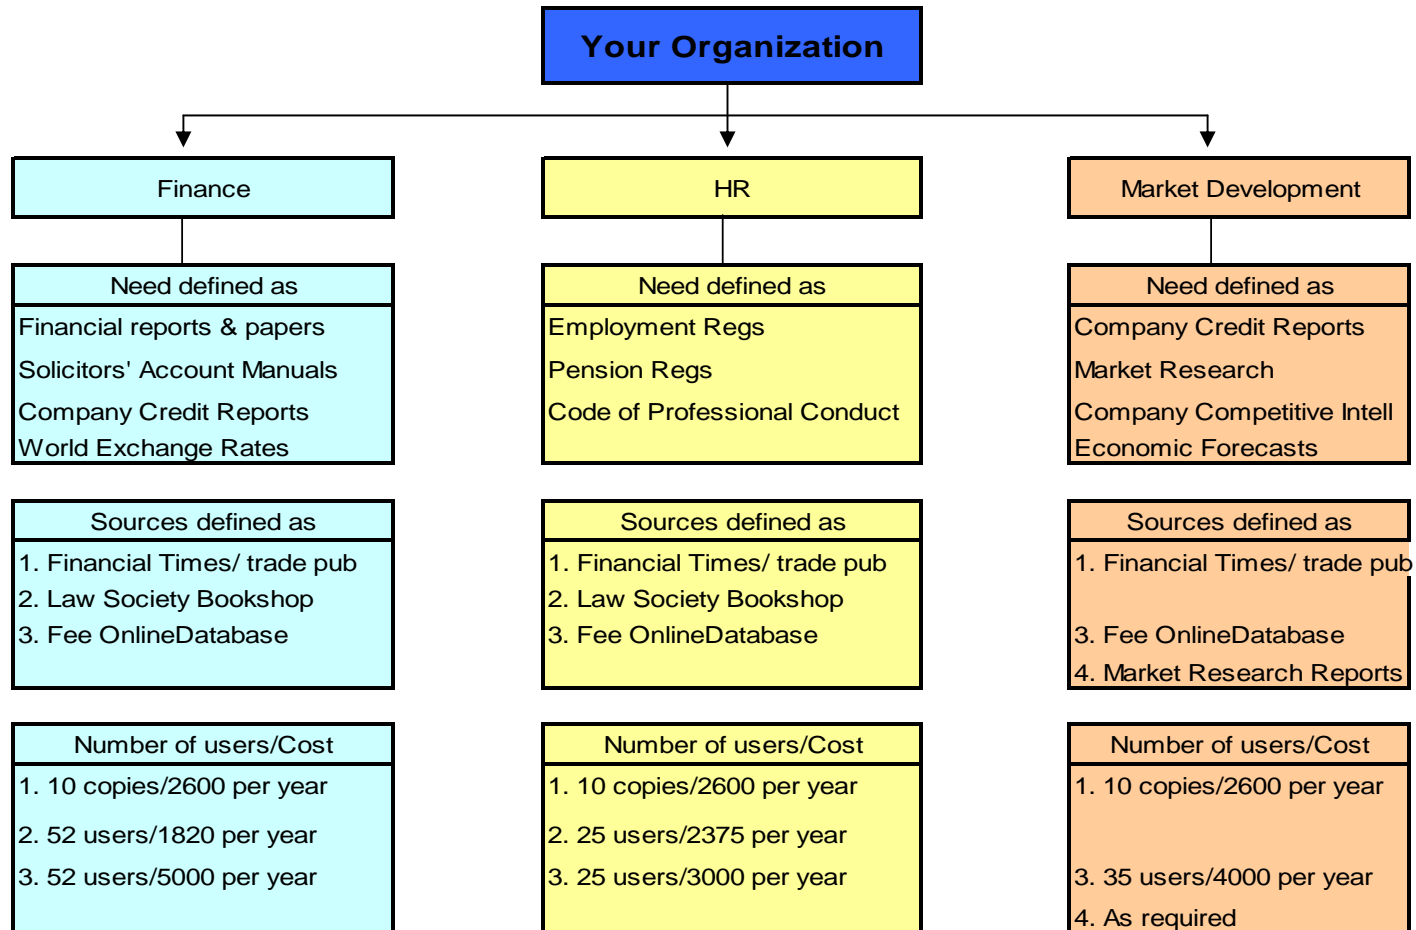 Your Organization
Finance
HR
Market Development
Need defined as
Financial reports & papers
Solicitors' Account Manuals
Company Credit Reports
World Exchange Rates
Need defined as
Employment Regs
Pension Regs
Code of Professional Conduct
Need defined as
Company Credit Reports
Market Research
Company Competitive Intell
Economic Forecasts
Sources defined as
1. Financial Times/ trade pub
2. Law Society Bookshop
3. Fee OnlineDatabase
Sources defined as
1. Financial Times/ trade pub
2. Law Society Bookshop
3. Fee OnlineDatabase
Sources defined as
1. Financial Times/ trade pub
3. Fee OnlineDatabase
4. Market Research Reports
Number of users/Cost
1. 10 copies/2600 per year
2. 52 users/1820 per year
3. 52 users/5000 per year
Number of users/Cost
1. 10 copies/2600 per year
2. 25 users/2375 per year
3. 25 users/3000 per year
Number of users/Cost
1. 10 copies/2600 per year
3. 35 users/4000 per year
4. As required